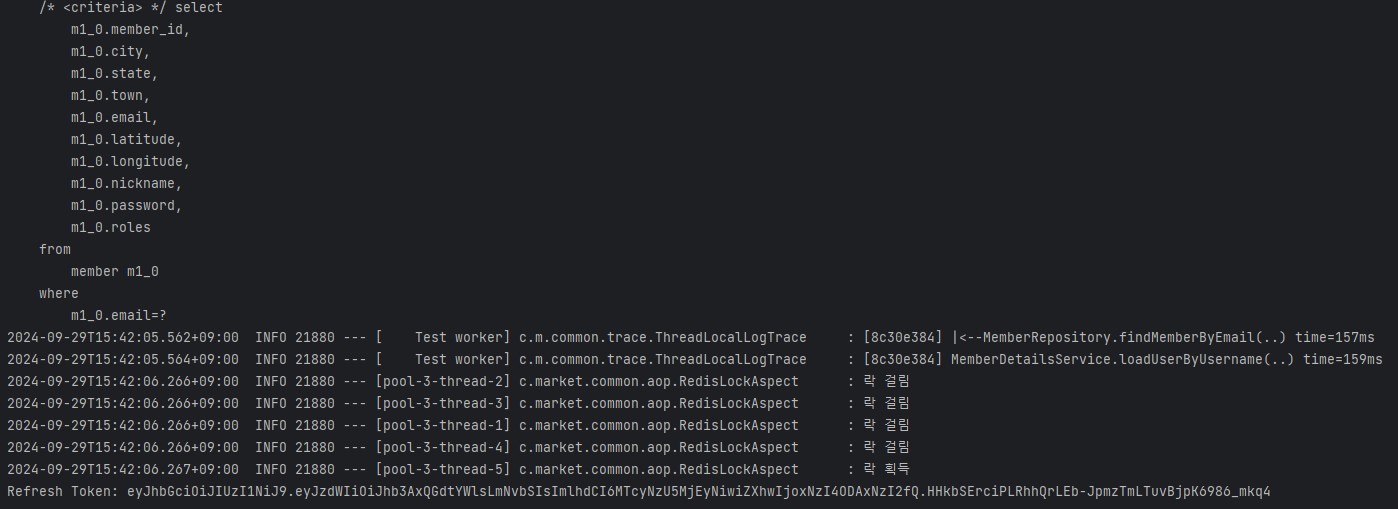 /* <criteria> */ select
m1_0.member_id,
m1_0.city,
m1_0.state,
m1_0.town,
m1_0.email,
m1_0.latitude,
m1_0.longitude,
m1_0.nickname,
m1_0.password,
m1_0.roles
from
member m1_0
where
m1_0.email=?
2024-09-29T15:42:05.562+09:00  INFO 21880 --- [    Test worker] c.m.common.trace.ThreadLocalLogTrace     : [8c30e384] |<--MemberRepository.findMemberByEmail(..) time=157ms
2024-09-29T15:42:05.564+09:00  INFO 21880 --- [    Test worker] c.m.common.trace.ThreadLocalLogTrace     : [8c30e384] MemberDetailsService.loadUserByUsername(..) time=159ms
2024-09-29T15:42:06.266+09:00  INFO 21880 --- [pool-3-thread-2] c.market.common.aop.RedisLockAspect      : 락 걸림
2024-09-29T15:42:06.266+09:00  INFO 21880 --- [pool-3-thread-3] c.market.common.aop.RedisLockAspect      : 락 걸림
2024-09-29T15:42:06.266+09:00  INFO 21880 --- [pool-3-thread-1] c.market.common.aop.RedisLockAspect      : 락 걸림
2024-09-29T15:42:06.266+09:00  INFO 21880 --- [pool-3-thread-4] c.market.common.aop.RedisLockAspect      : 락 걸림
2024-09-29T15:42:06.267+09:00  INFO 21880 --- [pool-3-thread-5] c.market.common.aop.RedisLockAspect      : 락 획득
Refresh Token: eyJhbGciOiJIUzI1NiJ9.eyJzdWIiOiJhb3AxQGdtYWlsLmNvbSIsImlhdCI6MTcyNzU5MjEyNiwiZXhwIjoxNzI4ODAxNzI2fQ.HHkbSErciPLRhhQrLEb-JpmzTmLTuvBjpK6986_mkq4